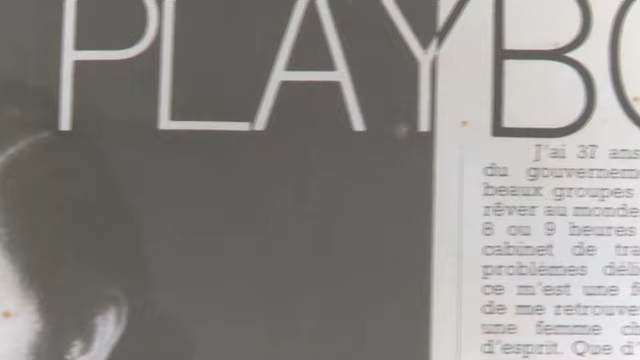 PLAYBO
J'ai 37 ans
du gouvernem
beaux groupes
rêver au monde
8 ou 9 heures
cabinet de tra
problèmes déli
ce m'est une f
de me retrouve
une femme ch
d'esprit. Que d'